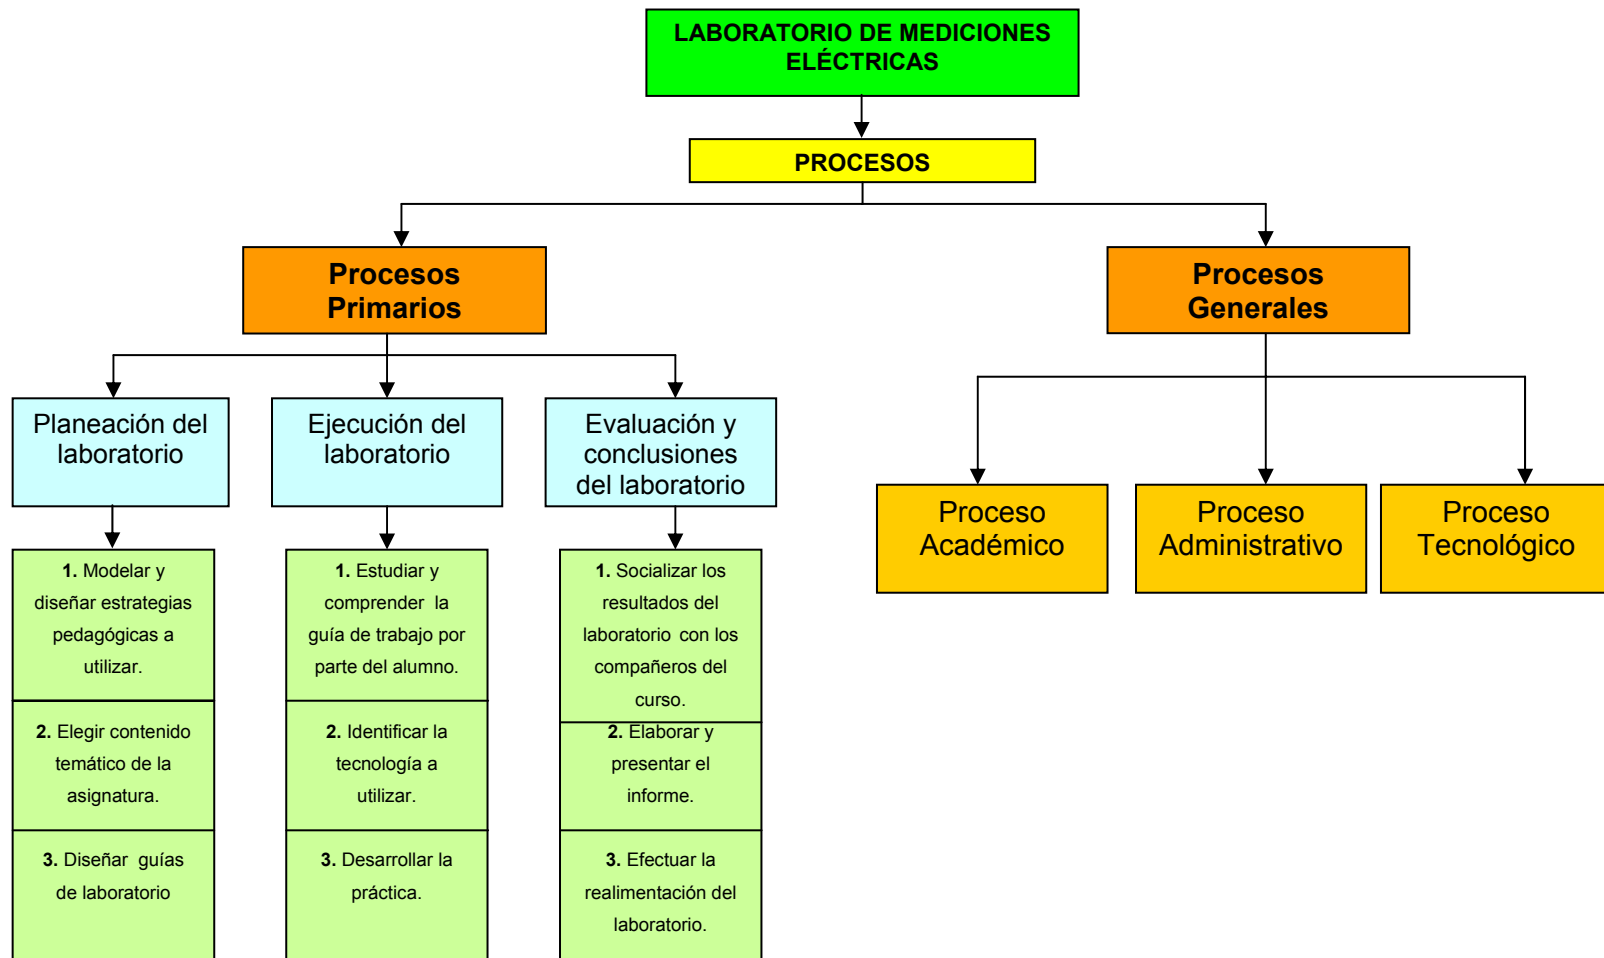 LABORATORIO DE MEDICIONES
ELÉCTRICAS
PROCESOS
Procesos
Primarios
Procesos
Generales
Planeación del
laboratorio
Ejecución del
laboratorio
Evaluación y
conclusiones
del laboratorio
Proceso
Académico
Proceso
Administrativo
Proceso
Tecnológico
1. Modelar y
diseñar estrategias
pedagógicas a
utilizar.
2. Elegir contenido
temático de la
asignatura.
3. Diseñar guías
de laboratorio
1. Estudiar y
comprender la
guía de trabajo por
parte del alumno.
2. Identificar la
tecnología a
utilizar.
3. Desarrollar la
práctica.
1. Socializar los
resultados del
laboratorio con los
compañeros del
curso.
2. Elaborar y
presentar el
informe.
3. Efectuar la
realimentación del
laboratorio.